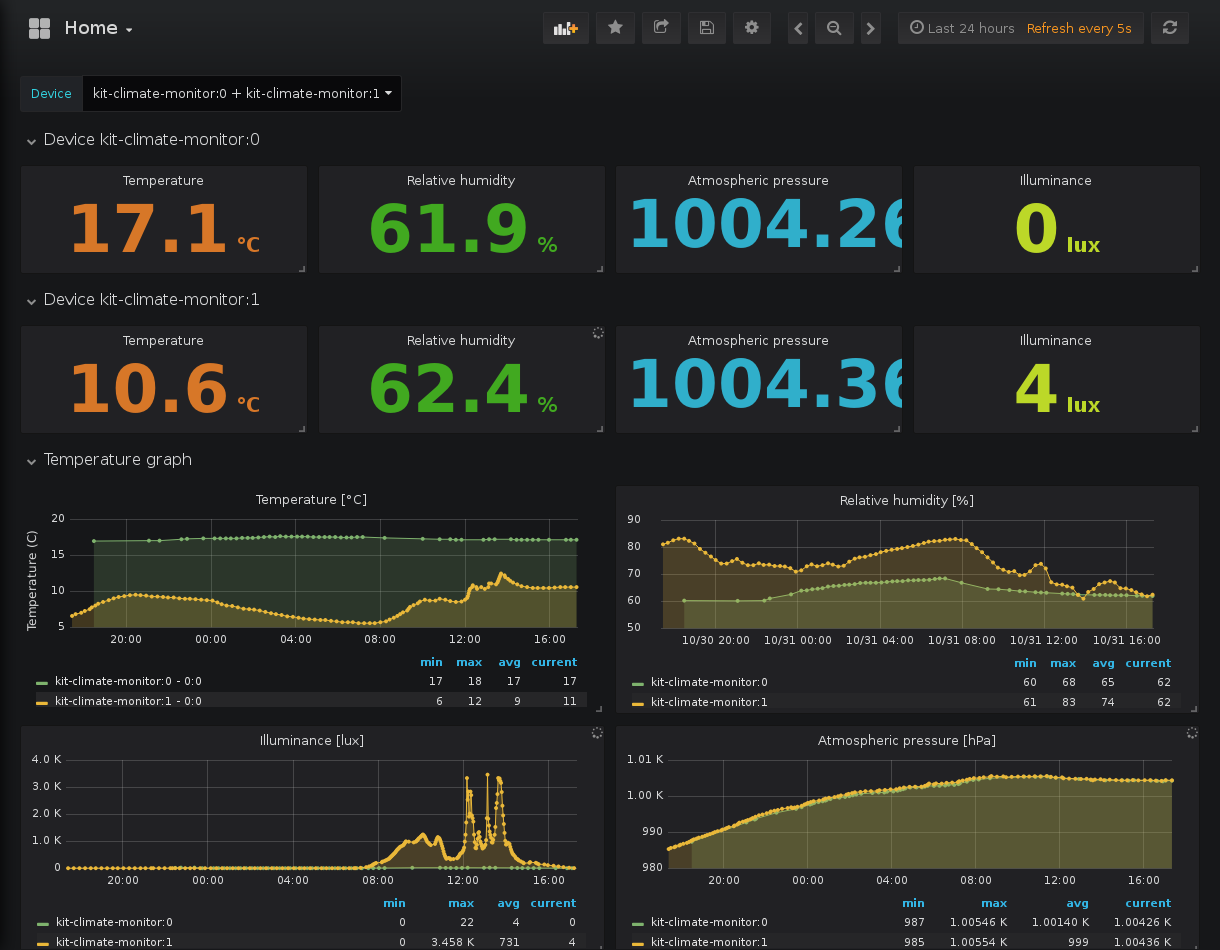 Home
Last 24 hours Refresh every 5s
Device kit-climate-monitor:0 + kit-climate-monitor:1
Device kit-climate-monitor:0
Temperature Relative humidity Atmospheric pressure Illuminance
17.1 °C 61.9 % 1004.26 0 lux
Device kit-climate-monitor:1
Temperature Relative humidity Atmospheric pressure Illuminance
10.6 °C 62.4 % 1004.36 4 lux
Temperature graph
Temperature [°C]
Temperature (C)
20
15
10
5
20:00 00:00 04:00 08:00 12:00 16:00
min max avg current
kit-climate-monitor:0 - 0:0 17 18 17 17
kit-climate-monitor:1 - 0:0 6 12 9 11
Relative humidity [%]
90
80
70
60
50
10/30 20:00 10/31 00:00 10/31 04:00 10/31 08:00 10/31 12:00 10/31 16:00
min max avg current
kit-climate-monitor:0 60 68 65 62
kit-climate-monitor:1 61 83 74 62
Illuminance [lux]
4.0 K
3.0 K
2.0 K
1.0 K
0
20:00 00:00 04:00 08:00 12:00 16:00
min max avg current
kit-climate-monitor:0 0 22 4 0
kit-climate-monitor:1 0 3.458 K 731 4
Atmospheric pressure [hPa]
1.01 K
1.00 K
990
980
20:00 00:00 04:00 08:00 12:00 16:00
min max avg current
kit-climate-monitor:0 987 1.00546 K 1.00140 K 1.00426 K
kit-climate-monitor:1 985 1.00554 K 999 1.00436 K